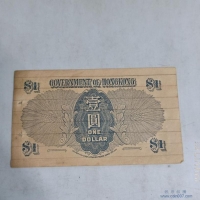 GOVERNMENT OF HONGKONG
$1 $1
壹
圓
ONE
DOLLAR
$1 $1